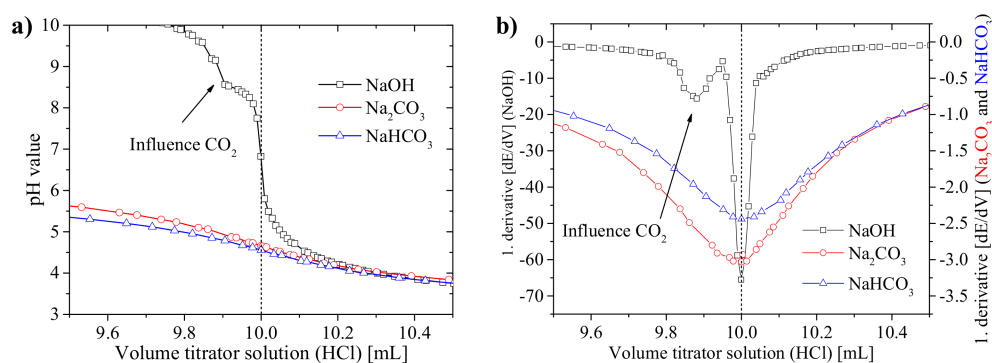 a)
10
9
8
7
6
5
4
3
pH value
NaOH
Na₂CO₃
NaHCO₃
Influence CO₂
9.6 9.8 10.0 10.2 10.4
Volume titrator solution (HCl) [mL]
b)
0
-10
-20
-30
-40
-50
-60
-70
1. derivative [dE/dV] (NaOH)
Influence CO₂
NaOH
Na₂CO₃
NaHCO₃
0.0
-0.5
-1.0
-1.5
-2.0
-2.5
-3.0
-3.5
1. derivative [dE/dV] (Na₂CO₃ and NaHCO₃)
9.6 9.8 10.0 10.2 10.4
Volume titrator solution (HCl) [mL]